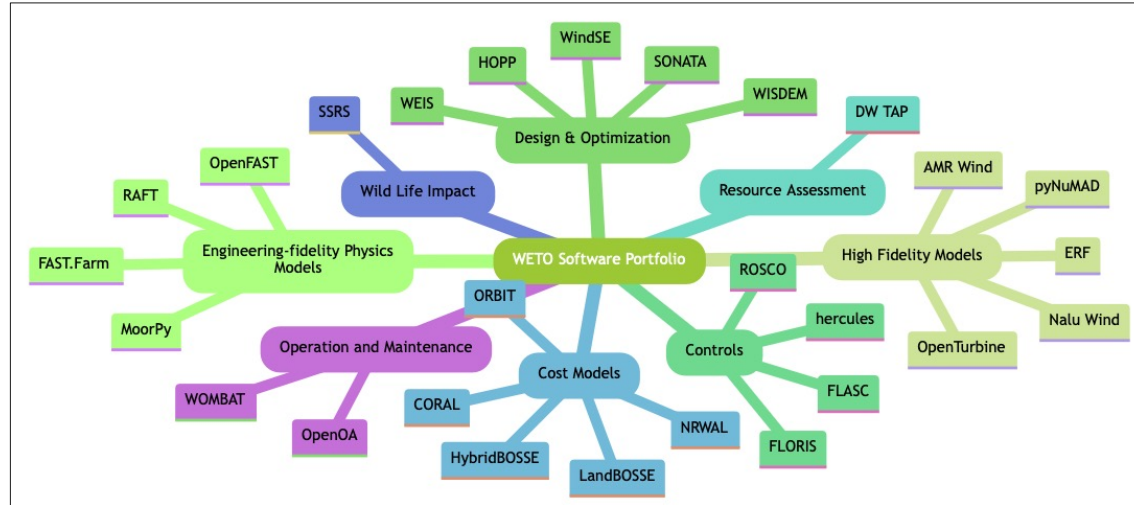 WindSE
HOPP
SONATA
WEIS
WISDEM
SSRS
DW TAP
Design & Optimization
OpenFAST
AMR Wind
RAFT
Wild Life Impact
Resource Assessment
pyNuMAD
Engineering-fidelity Physics
Models
WETO Software Portfolio
High Fidelity Models
FAST.Farm
ROSCO
ERF
ORBIT
MoorPy
hercules
Nalu Wind
Operation and Maintenance
Controls
OpenTurbine
Cost Models
WOMBAT
CORAL
FLASC
OpenOA
NRWAL
HybridBOSSE
FLORIS
LandBOSSE